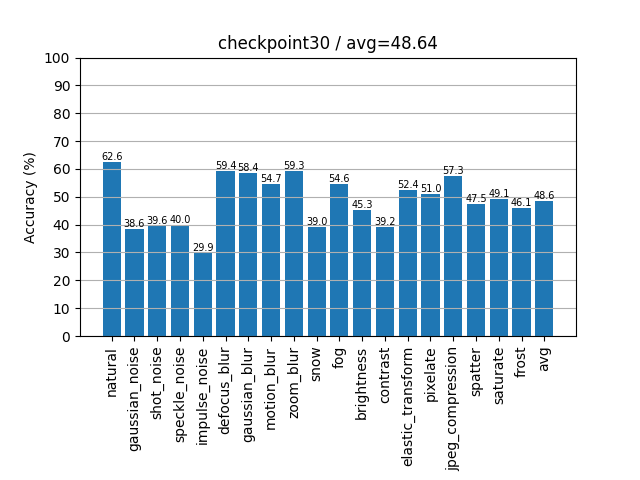 checkpoint30 / avg=48.64
Accuracy (%)
100
90
80
70
60
50
40
30
20
10
0
62.6
38.6
39.6
40.0
29.9
59.4
58.4
54.7
59.3
39.0
54.6
45.3
39.2
52.4
51.0
57.3
47.5
49.1
46.1
48.6
natural
gaussian_noise
shot_noise
speckle_noise
impulse_noise
defocus_blur
gaussian_blur
motion_blur
zoom_blur
snow
fog
brightness
contrast
elastic_transform
pixelate
jpeg_compression
spatter
saturate
frost
avg